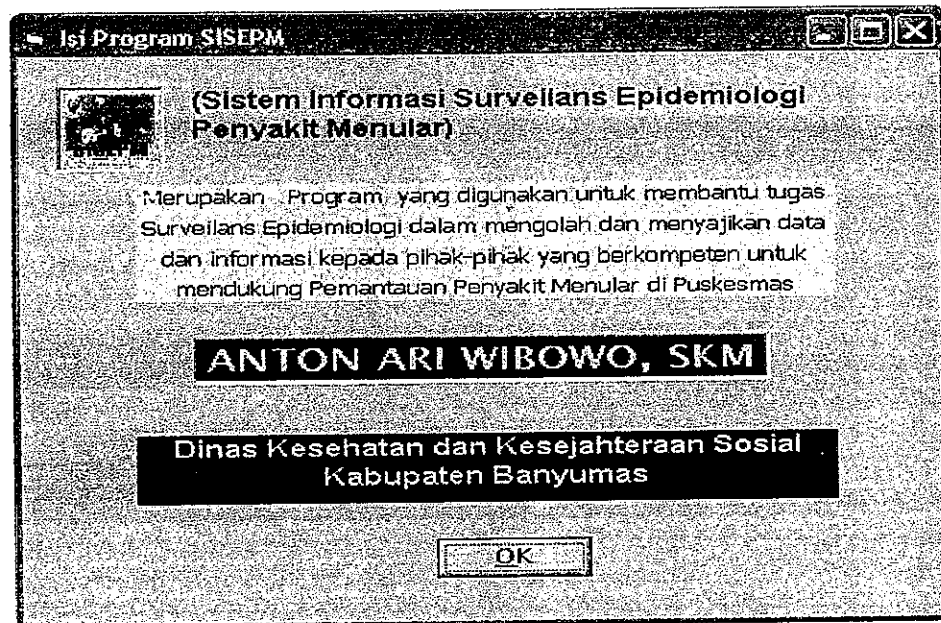 Isi Program SISEPM
(Sistem Informasi Surveilans Epidemiologi
Penyakit Menular)
Merupakan Program yang digunakan untuk membantu tugas
Surveilans Epidemiologi dalam mengolah dan menyajikan data
dan informasi kepada pihak-pihak yang berkompeten untuk
mendukung Pemantauan Penyakit Menular di Puskesmas
ANTON ARI WIBOWO, SKM
Dinas Kesehatan dan Kesejahteraan Sosial
Kabupaten Banyumas
OK